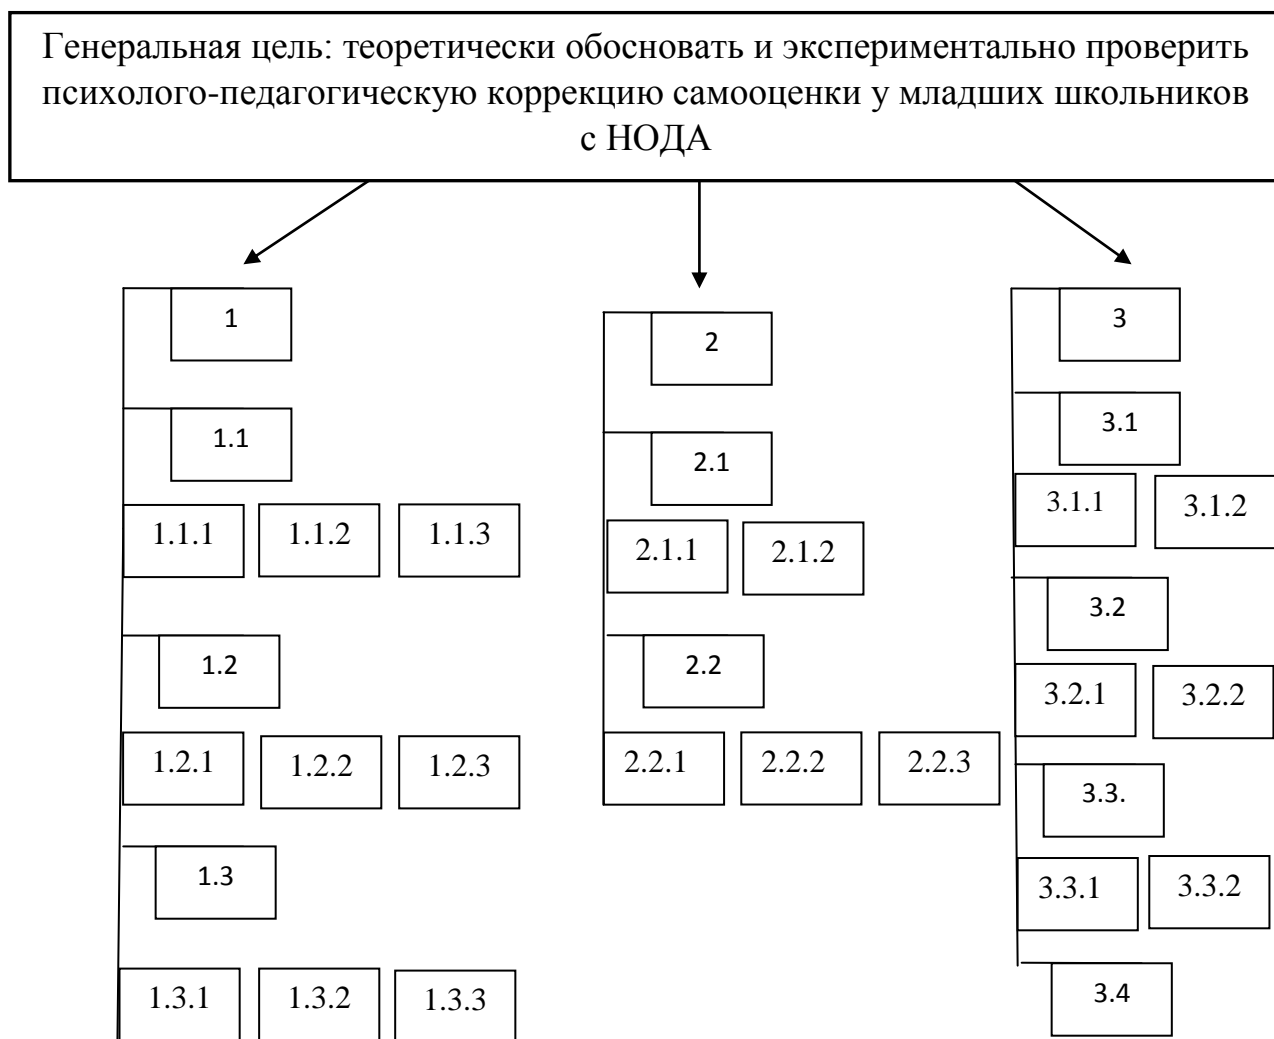 Генеральная цель: теоретически обосновать и экспериментально проверить
психолого-педагогическую коррекцию самооценки у младших школьников
с НОДА
1
1.1
1.1.1 1.1.2 1.1.3
1.2
1.2.1 1.2.2 1.2.3
1.3
1.3.1 1.3.2 1.3.3
2
2.1
2.1.1 2.1.2
2.2
2.2.1 2.2.2 2.2.3
3
3.1
3.1.1 3.1.2
3.2
3.2.1 3.2.2
3.3.
3.3.1 3.3.2
3.4